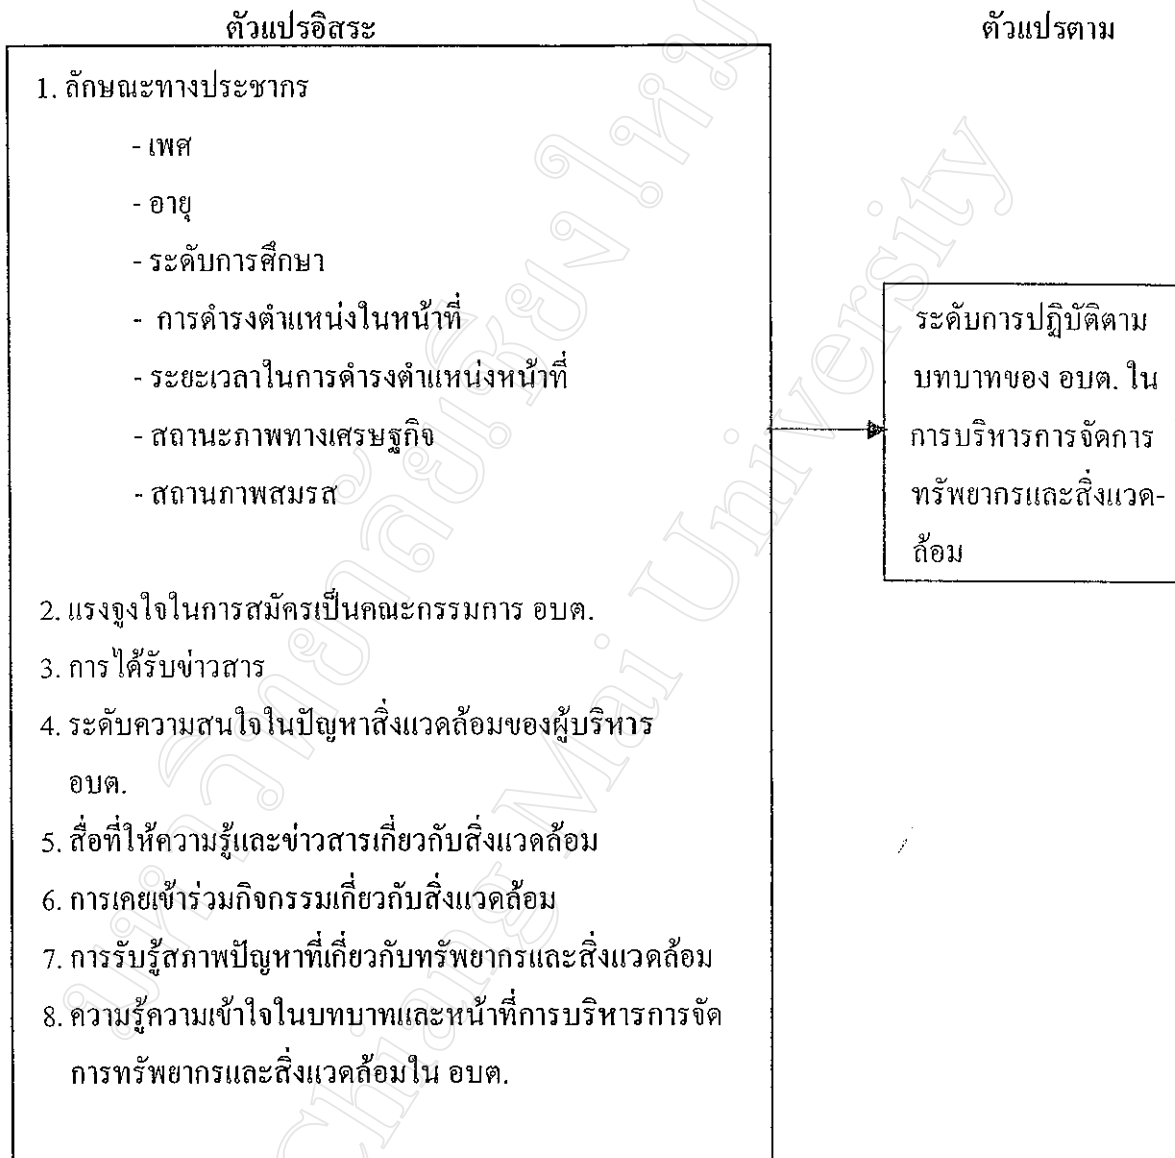 ตัวแปรอิสระ
ตัวแปรตาม
1. ลักษณะทางประชากร
- เพศ
- อายุ
- ระดับการศึกษา
- การดำรงตำแหน่งในหน้าที่
- ระยะเวลาในการดำรงตำแหน่งหน้าที่
- สถานะภาพทางเศรษฐกิจ
- สถานภาพสมรส
2. แรงจูงใจในการสมัครเป็นคณะกรรมการ อบต.
3. การได้รับข่าวสาร
4. ระดับความสนใจในปัญหาสิ่งแวดล้อมของผู้บริหาร
อบต.
5. สื่อที่ให้ความรู้และข่าวสารเกี่ยวกับสิ่งแวดล้อม
6. การเคยเข้าร่วมกิจกรรมเกี่ยวกับสิ่งแวดล้อม
7. การรับรู้สภาพปัญหาที่เกี่ยวกับทรัพยากรและสิ่งแวดล้อม
8. ความรู้ความเข้าใจในบทบาทและหน้าที่การบริหารการจัด
การทรัพยากรและสิ่งแวดล้อมใน อบต.
ระดับการปฏิบัติตาม
บทบาทของ อบต. ใน
การบริหารการจัดการ
ทรัพยากรและสิ่งแวด-
ล้อม
มหาวิทยาลัยเชียงใหม่
Chiang Mai University